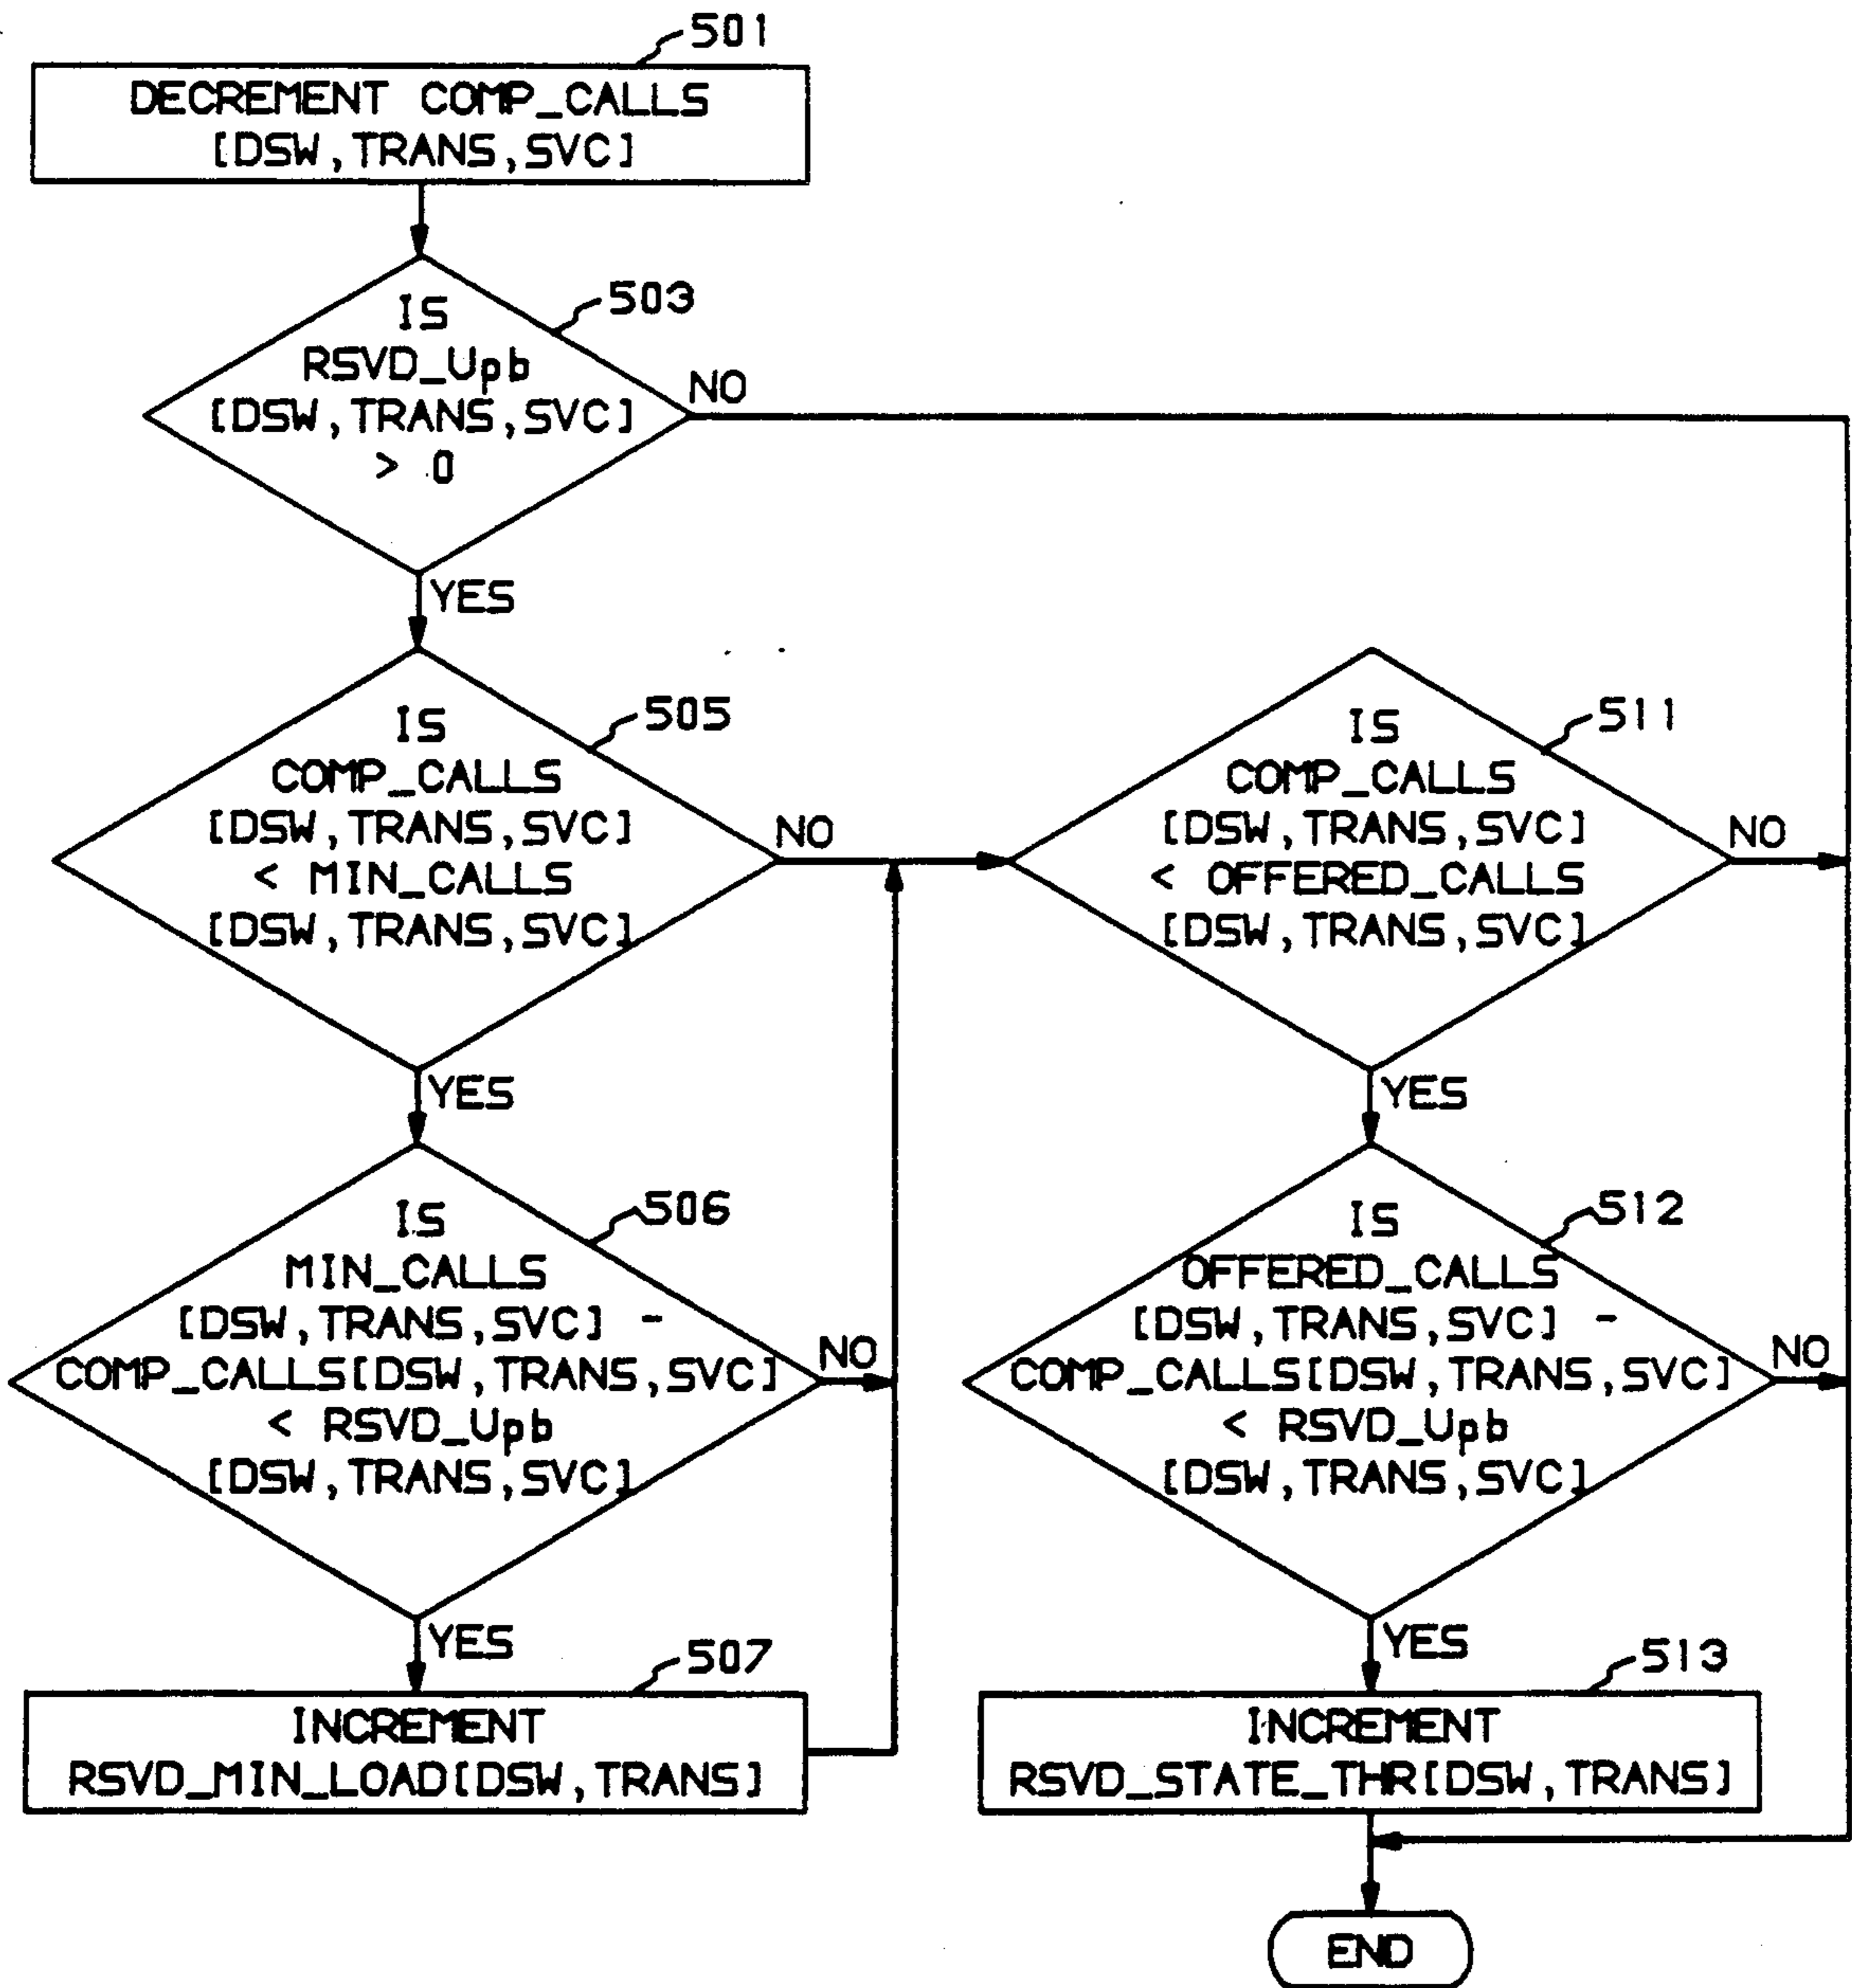 501
DECREMENT COMP_CALLS
[DSW,TRANS,SVC]
503
IS
RSVD_Upb
[DSW,TRANS,SVC]
> 0
NO
YES
505
IS
COMP_CALLS
[DSW,TRANS,SVC]
< MIN_CALLS
[DSW,TRANS,SVC]
NO
YES
506
IS
MIN_CALLS
[DSW,TRANS,SVC] -
COMP_CALLS[DSW,TRANS,SVC]
< RSVD_Upb
[DSW,TRANS,SVC]
NO
YES
507
INCREMENT
RSVD_MIN_LOAD[DSW,TRANS]
511
IS
COMP_CALLS
[DSW,TRANS,SVC]
< OFFERED_CALLS
[DSW,TRANS,SVC]
NO
YES
512
IS
OFFERED_CALLS
[DSW,TRANS,SVC] -
COMP_CALLS[DSW,TRANS,SVC]
< RSVD_Upb
[DSW,TRANS,SVC]
NO
YES
513
INCREMENT
RSVD_STATE_THR[DSW,TRANS]
END